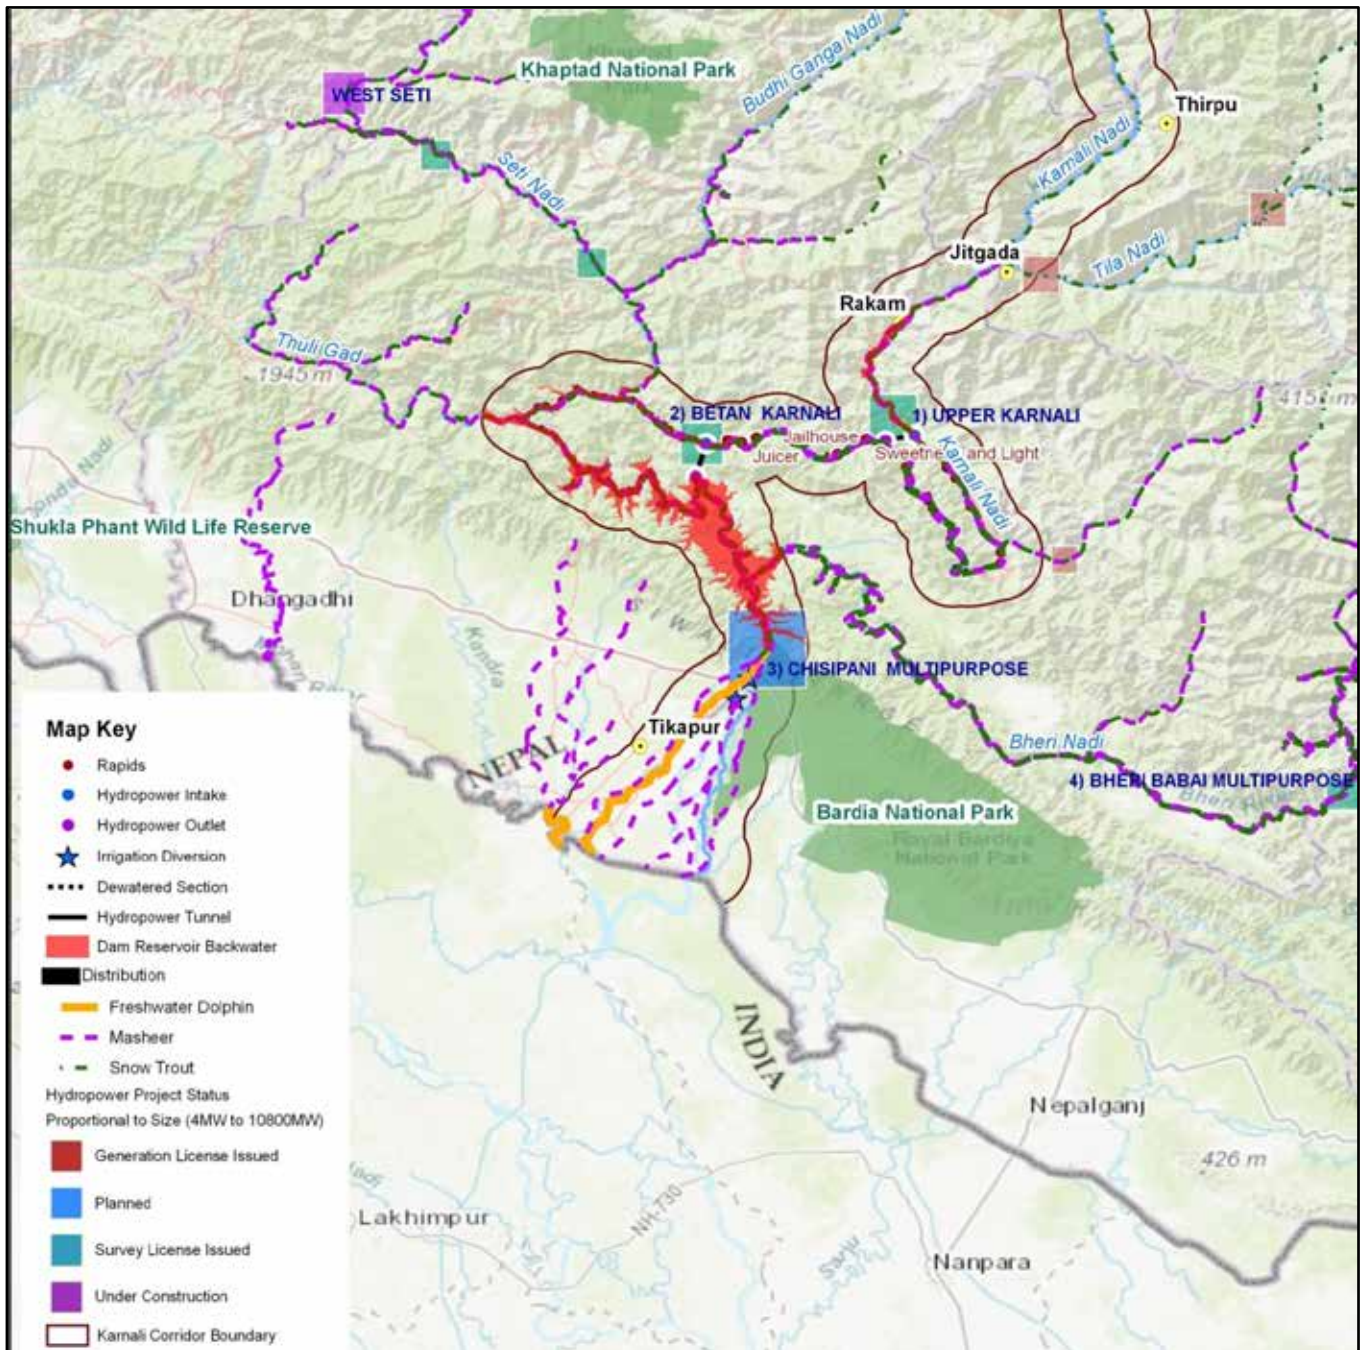 Khaptad National Park
Budhi Ganga Nadi
WEST SETI
Thirpu
Seti Nadi
Karnali Nadi
Jitgada
Tila Nadi
Rakam
Thuli Gad
1945 m
2) BETAN KARNALI
1) UPPER KARNALI
Jailhouse
Juicer
Sweetness and Light
Karnali Nadi
Shukla Phant Wild Life Reserve
Dhangadhi
Kandra
3) CHISIPANI MULTIPURPOSE
Tikapur
NEPAL
Bheri Nadi
4) BHERI BABAI MULTIPURPOSE
Bardia National Park
Royal Bardiya
National Park
INDIA
Nepalganj
426 m
Lakhimpur
NH-730
Nanpara
Map Key
Rapids
Hydropower Intake
Hydropower Outlet
Irrigation Diversion
Dewatered Section
Hydropower Tunnel
Dam Reservoir Backwater
Distribution
Freshwater Dolphin
Masheer
Snow Trout
Hydropower Project Status
Proportional to Size (4MW to 10800MW)
Generation License Issued
Planned
Survey License Issued
Under Construction
Karnali Corridor Boundary